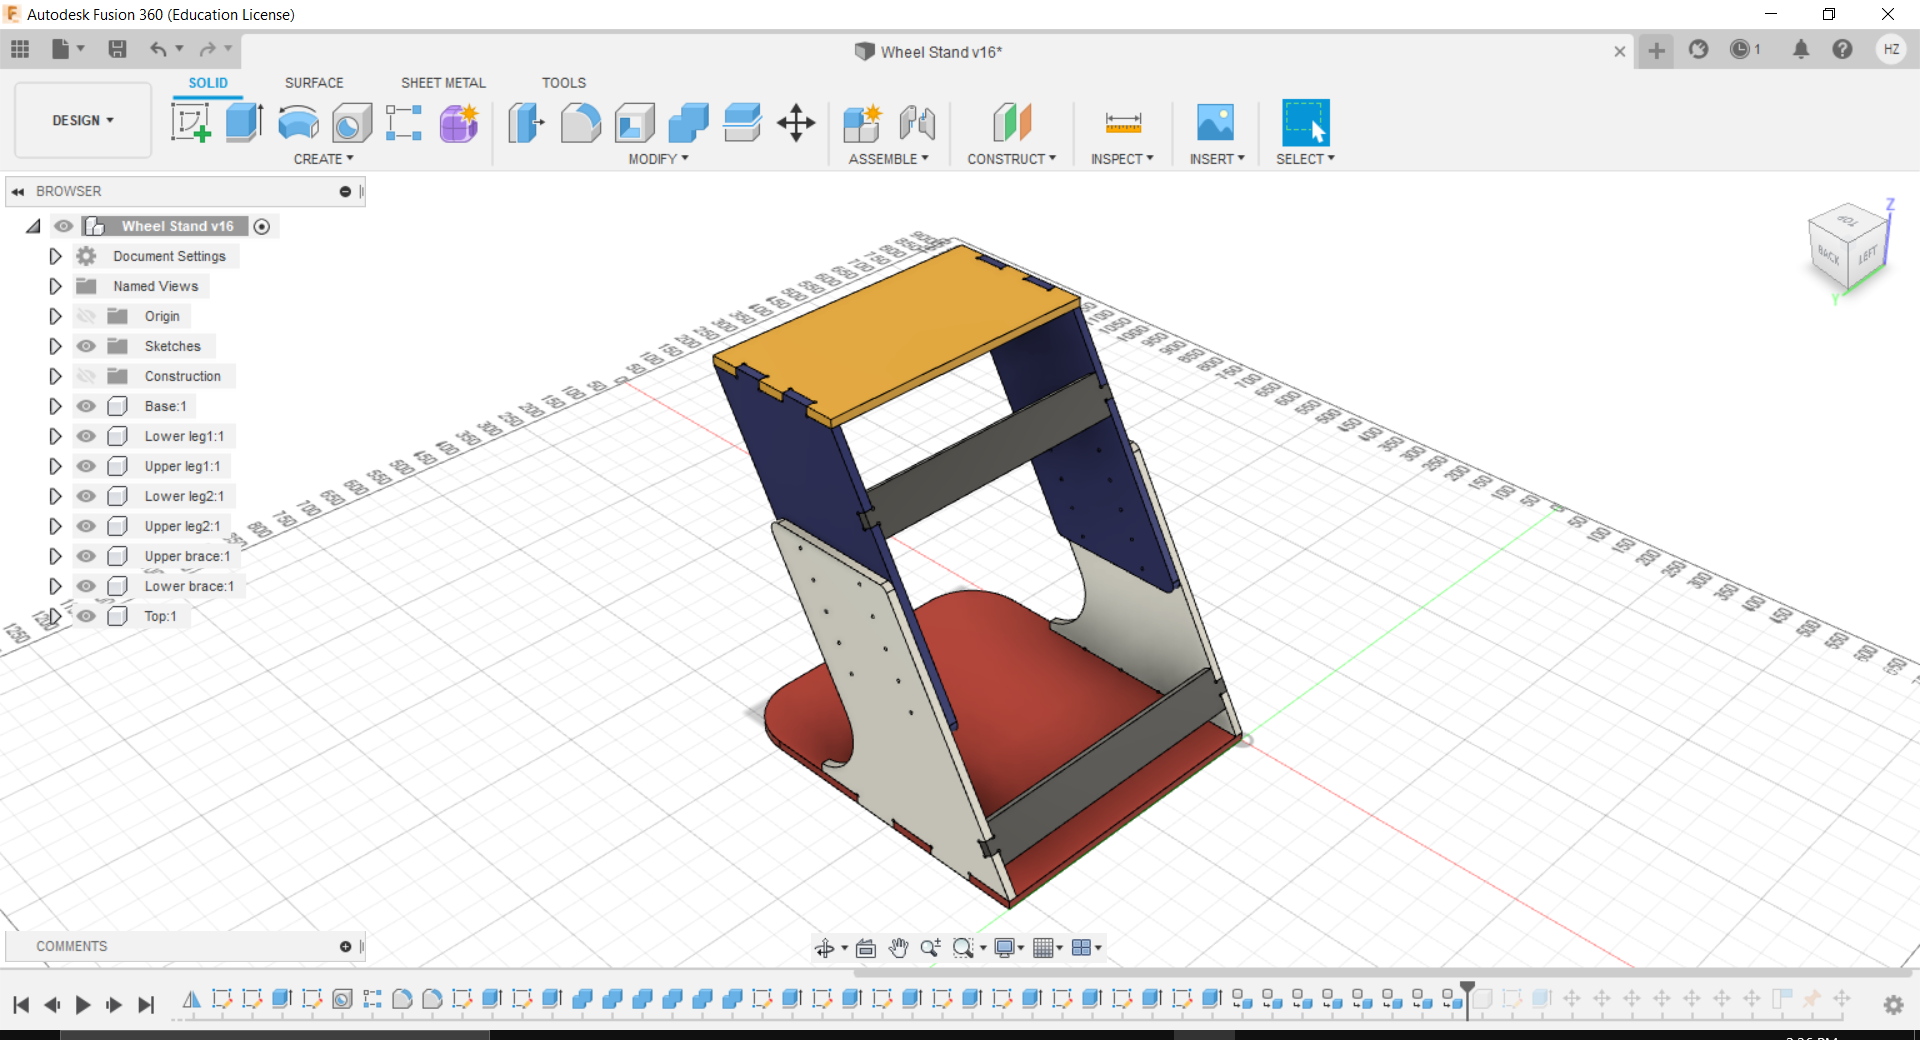 Autodesk Fusion 360 (Education License)
Wheel Stand v16*
1
HZ
DESIGN
SOLID
SURFACE
SHEET METAL
TOOLS
CREATE
MODIFY
ASSEMBLE
CONSTRUCT
INSPECT
INSERT
SELECT
BROWSER
Wheel Stand v16
Document Settings
Named Views
Origin
Sketches
Construction
Base:1
Lower leg1:1
Upper leg1:1
Lower leg2:1
Upper leg2:1
Upper brace:1
Lower brace:1
Top:1
TOP
BACK
LEFT
Z
Y
COMMENTS